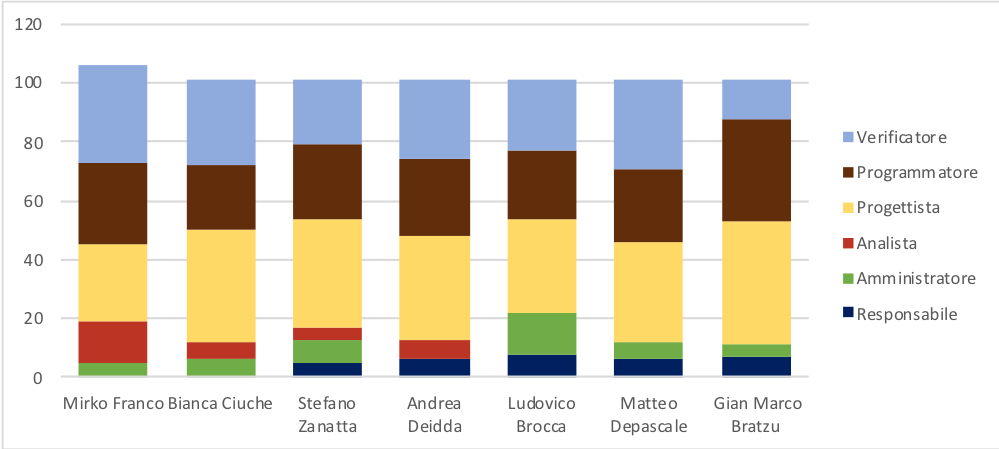 120
100
80
60
40
20
0
Mirko Franco
Bianca Ciuche
Stefano
Zanatta
Andrea
Deidda
Ludovico
Brocca
Matteo
Depascale
Gian Marco
Bratzu
Verificatore
Programmatore
Progettista
Analista
Amministratore
Responsabile